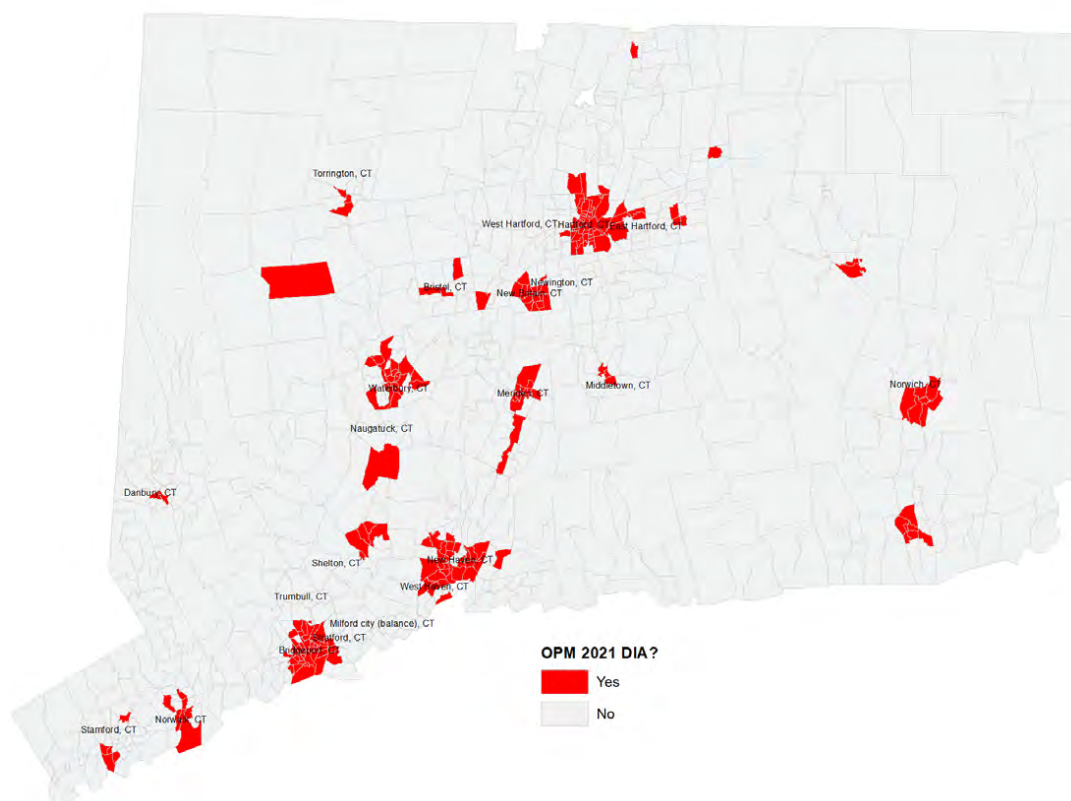 Torrington, CT
West Hartford, CT
Hartford, CT
East Hartford, CT
Bristol, CT
Newington, CT
New Britain, CT
Waterbury, CT
Meriden, CT
Middletown, CT
Norwich, CT
Naugatuck, CT
Danbury, CT
Shelton, CT
New Haven, CT
West Haven, CT
Trumbull, CT
Milford city (balance), CT
Stratford, CT
Bridgeport, CT
Norwalk, CT
Stamford, CT
OPM 2021 DIA?
Yes
No